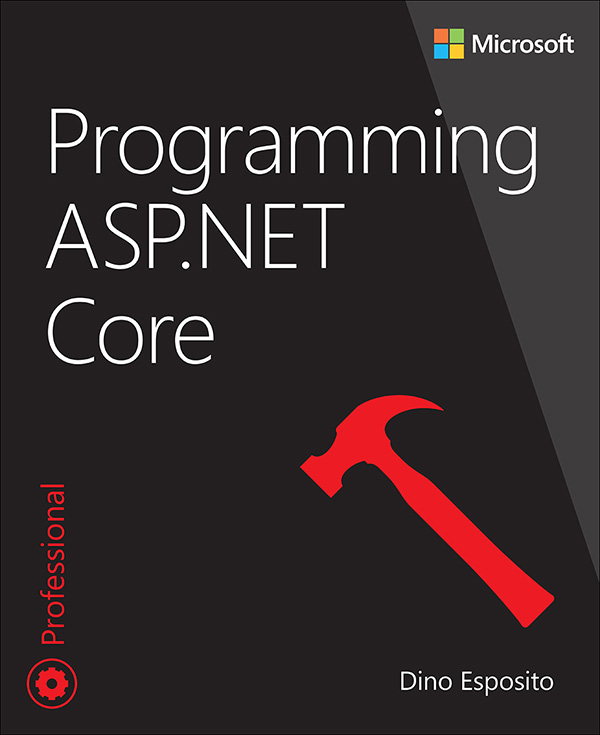 Microsoft
Programming
ASP.NET
Core
Professional
Dino Esposito